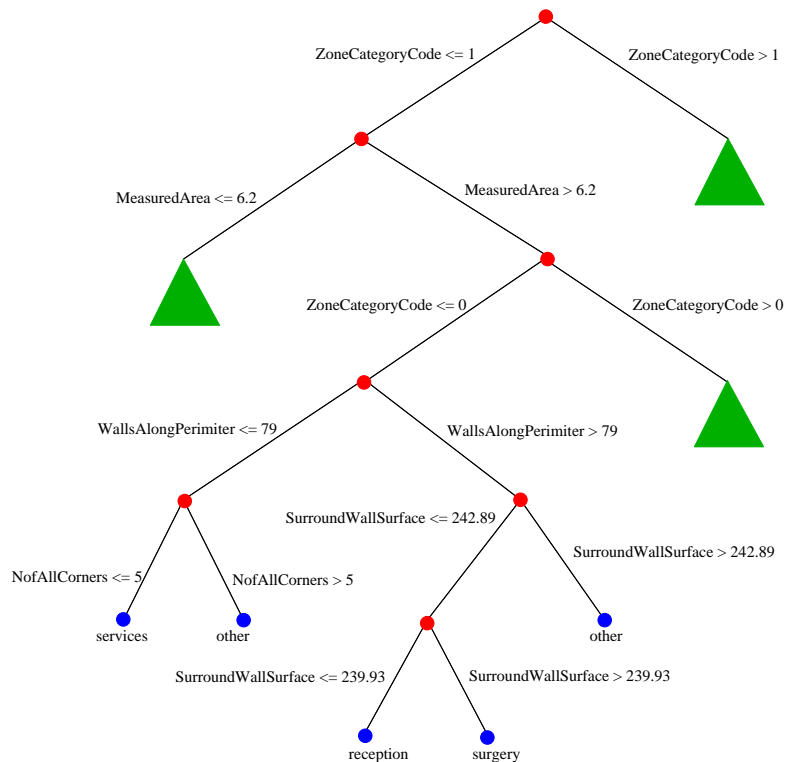 ZoneCategoryCode <= 1
ZoneCategoryCode > 1
MeasuredArea <= 6.2
MeasuredArea > 6.2
ZoneCategoryCode <= 0
ZoneCategoryCode > 0
WallsAlongPerimiter <= 79
WallsAlongPerimiter > 79
SurroundWallSurface <= 242.89
SurroundWallSurface > 242.89
NofAllCorners <= 5
NofAllCorners > 5
services
other
other
SurroundWallSurface <= 239.93
SurroundWallSurface > 239.93
reception
surgery